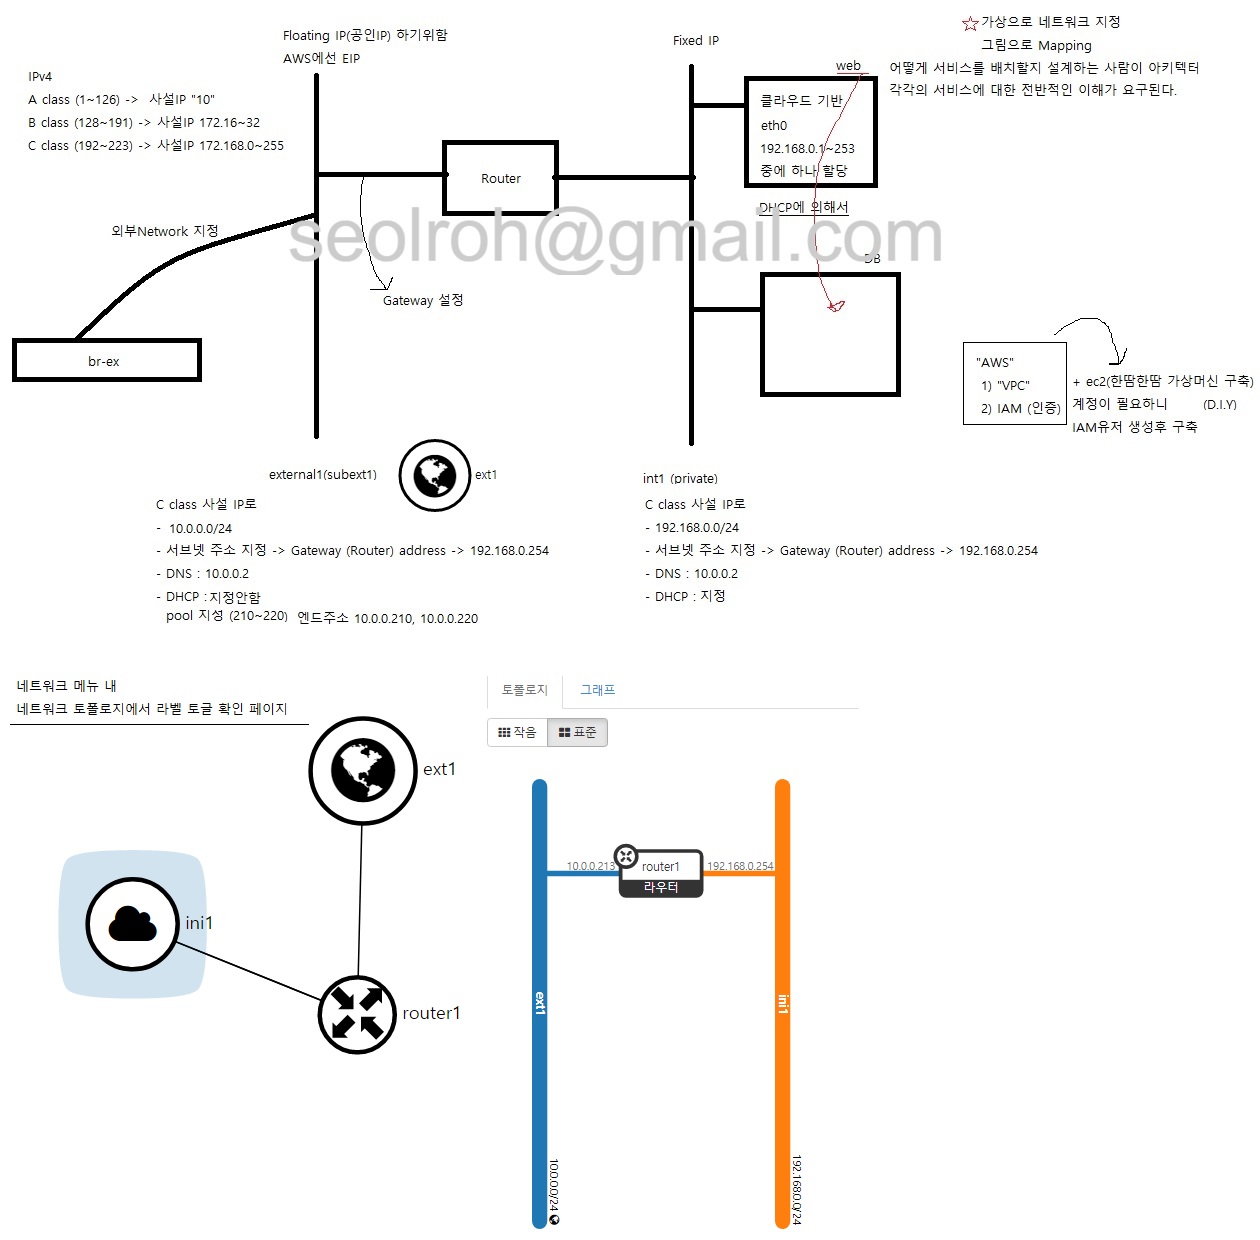 ☆가상으로 네트워크 지정
그림으로 Mapping
어떻게 서비스를 배치할지 설계하는 사람이 아키텍터
각각의 서비스에 대한 전반적인 이해가 요구된다.
Floating IP(공인IP) 하기위함
AWS에선 EIP
Fixed IP
IPv4
A class (1~126) -> 사설IP "10"
B class (128~191) -> 사설IP 172.16~32
C class (192~223) -> 사설IP 172.168.0~255
web
클라우드 기반
eth0
192.168.0.1~253
중에 하나 할당
DHCP에 의해서
Router
외부Network 지정
seolroh@gmail.com
DB
Gateway 설정
br-ex
"AWS"
1) "VPC"
2) IAM (인증)
+ ec2(한땀한땀 가상머신 구축)
계정이 필요하니 (D.I.Y)
IAM유저 생성후 구축
external1(subext1)
ext1
C class 사설 IP로
- 10.0.0.0/24
- 서브넷 주소 지정 -> Gateway (Router) address -> 192.168.0.254
- DNS : 10.0.0.2
- DHCP : 지정안함
pool 지성 (210~220) 엔드주소 10.0.0.210, 10.0.0.220
int1 (private)
C class 사설 IP로
- 192.168.0.0/24
- 서브넷 주소 지정 -> Gateway (Router) address -> 192.168.0.254
- DNS : 10.0.0.2
- DHCP : 지정
네트워크 메뉴 내
네트워크 토폴로지에서 라벨 토글 확인 페이지
ext1
ini1
router1
토폴로지 그래프
작음 표준
10.0.0.213
router1
라우터
192.168.0.254
ext1
ini1
10.0.0.0/24
192.168.0.0/24